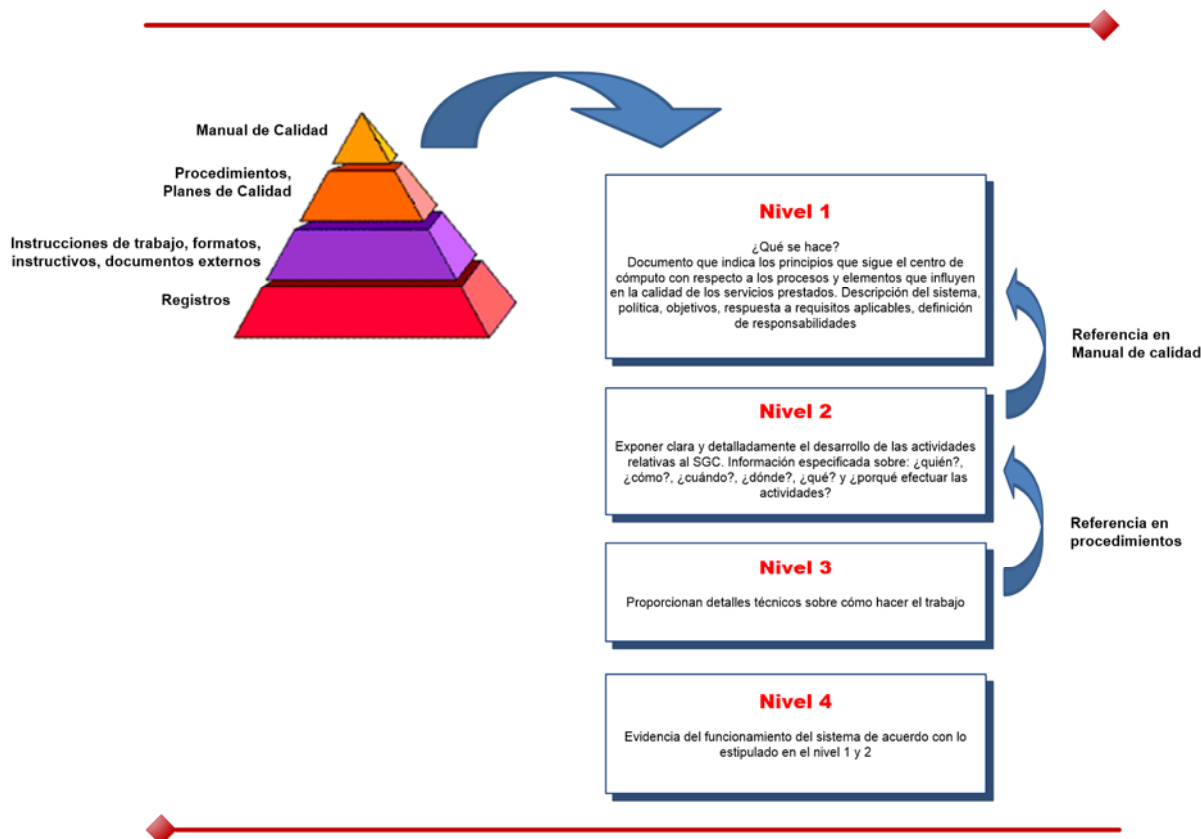 Manual de Calidad
Procedimientos,
Planes de Calidad
Instrucciones de trabajo, formatos,
instructivos, documentos externos
Registros
Nivel 1
¿Qué se hace?
Documento que indica los principios que sigue el centro de
cómputo con respecto a los procesos y elementos que influyen
en la calidad de los servicios prestados. Descripción del sistema,
política, objetivos, respuesta a requisitos aplicables, definición
de responsabilidades
Referencia en
Manual de calidad
Nivel 2
Exponer clara y detalladamente el desarrollo de las actividades
relativas al SGC. Información especificada sobre: ¿quién?,
¿cómo?, ¿cuándo?, ¿dónde?, ¿qué? y ¿porqué efectuar las
actividades?
Referencia en
procedimientos
Nivel 3
Proporcionan detalles técnicos sobre cómo hacer el trabajo
Nivel 4
Evidencia del funcionamiento del sistema de acuerdo con lo
estipulado en el nivel 1 y 2